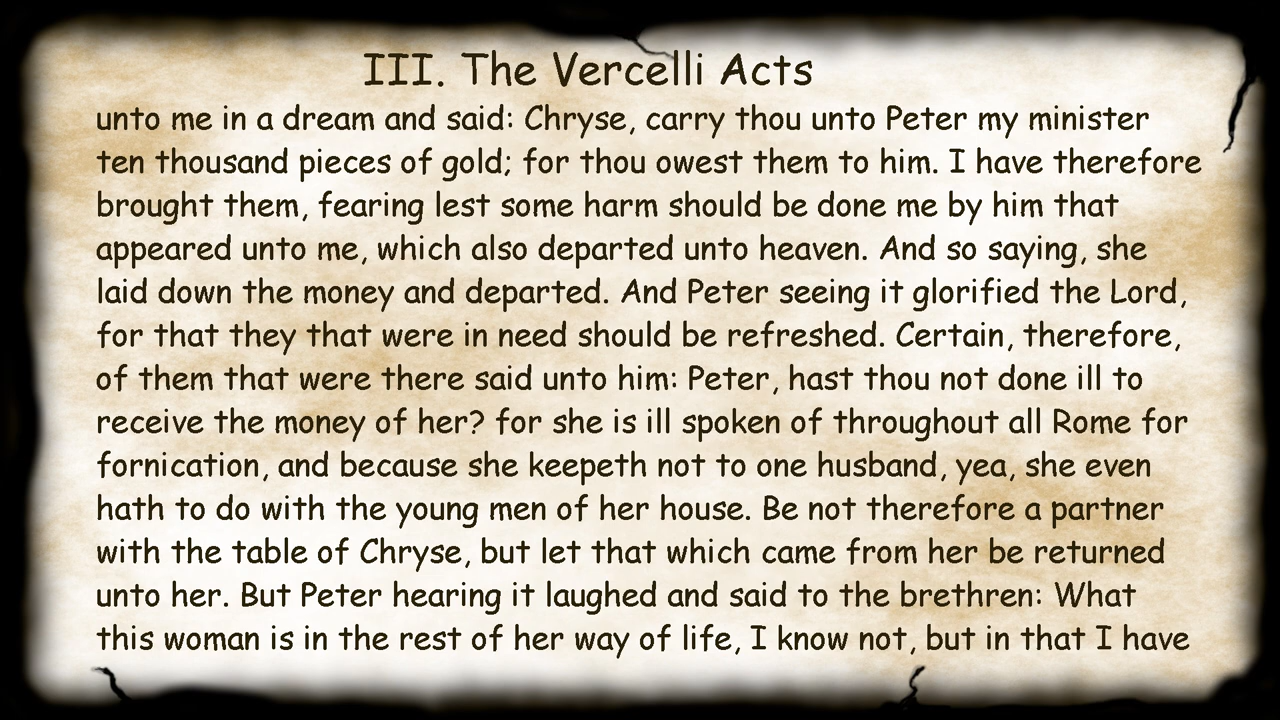 III. The Vercelli Acts
unto me in a dream and said: Chryse, carry thou unto Peter my minister
ten thousand pieces of gold; for thou owest them to him. I have therefore
brought them, fearing lest some harm should be done me by him that
appeared unto me, which also departed unto heaven. And so saying, she
laid down the money and departed. And Peter seeing it glorified the Lord,
for that they that were in need should be refreshed. Certain, therefore,
of them that were there said unto him: Peter, hast thou not done ill to
receive the money of her? for she is ill spoken of throughout all Rome for
fornication, and because she keepeth not to one husband, yea, she even
hath to do with the young men of her house. Be not therefore a partner
with the table of Chryse, but let that which came from her be returned
unto her. But Peter hearing it laughed and said to the brethren: What
this woman is in the rest of her way of life, I know not, but in that I have